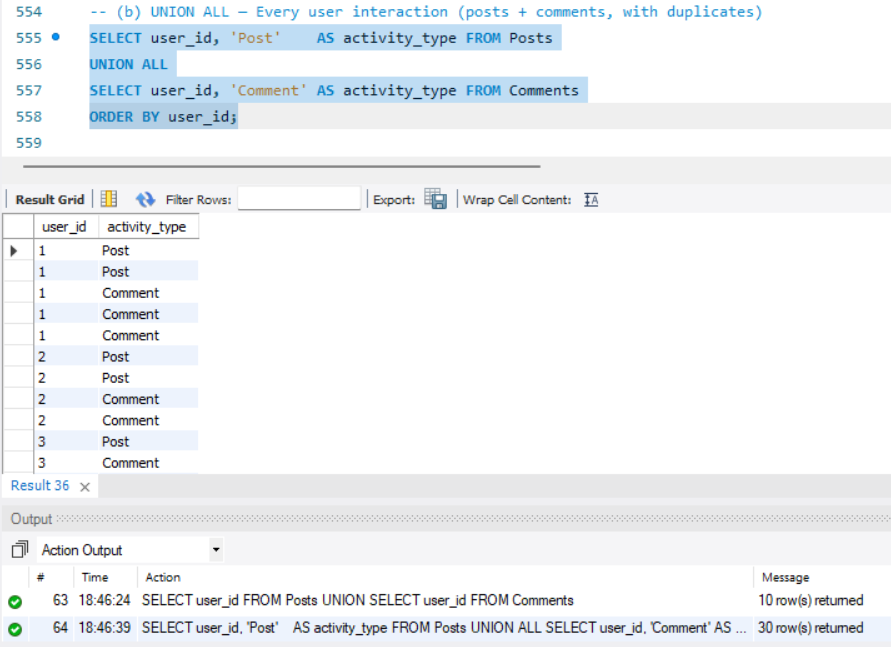 554 -- (b) UNION ALL — Every user interaction (posts + comments, with duplicates)
555 SELECT user_id, 'Post' AS activity_type FROM Posts
556 UNION ALL
557 SELECT user_id, 'Comment' AS activity_type FROM Comments
558 ORDER BY user_id;
559
Result Grid Filter Rows: Export: Wrap Cell Content: IA
user_id activity_type
1 Post
1 Post
1 Comment
1 Comment
1 Comment
2 Post
2 Post
2 Comment
2 Comment
3 Post
3 Comment
Result 36 ×
Output
Action Output
# Time Action Message
63 18:46:24 SELECT user_id FROM Posts UNION SELECT user_id FROM Comments 10 row(s) returned
64 18:46:39 SELECT user_id, 'Post' AS activity_type FROM Posts UNION ALL SELECT user_id, 'Comment' AS ... 30 row(s) returned